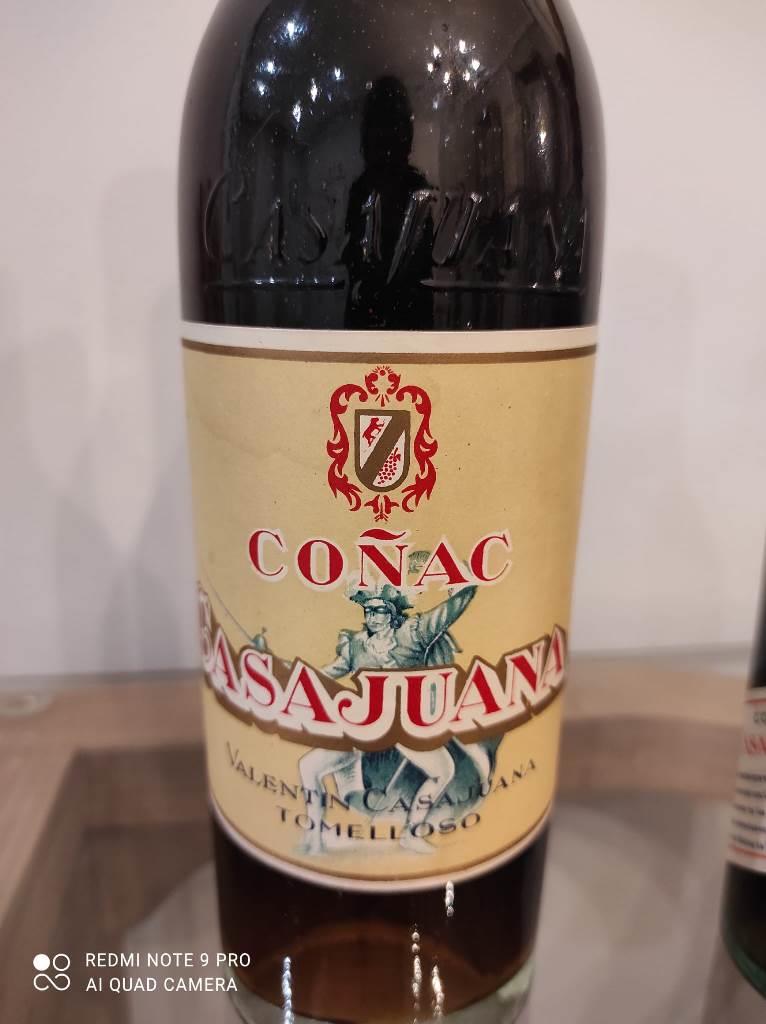 CASAJUANA
COÑAC
CASAJUANA
VALENTIN CASAJUANA
TOMELLOSO
REDMI NOTE 9 PRO
AI QUAD CAMERA